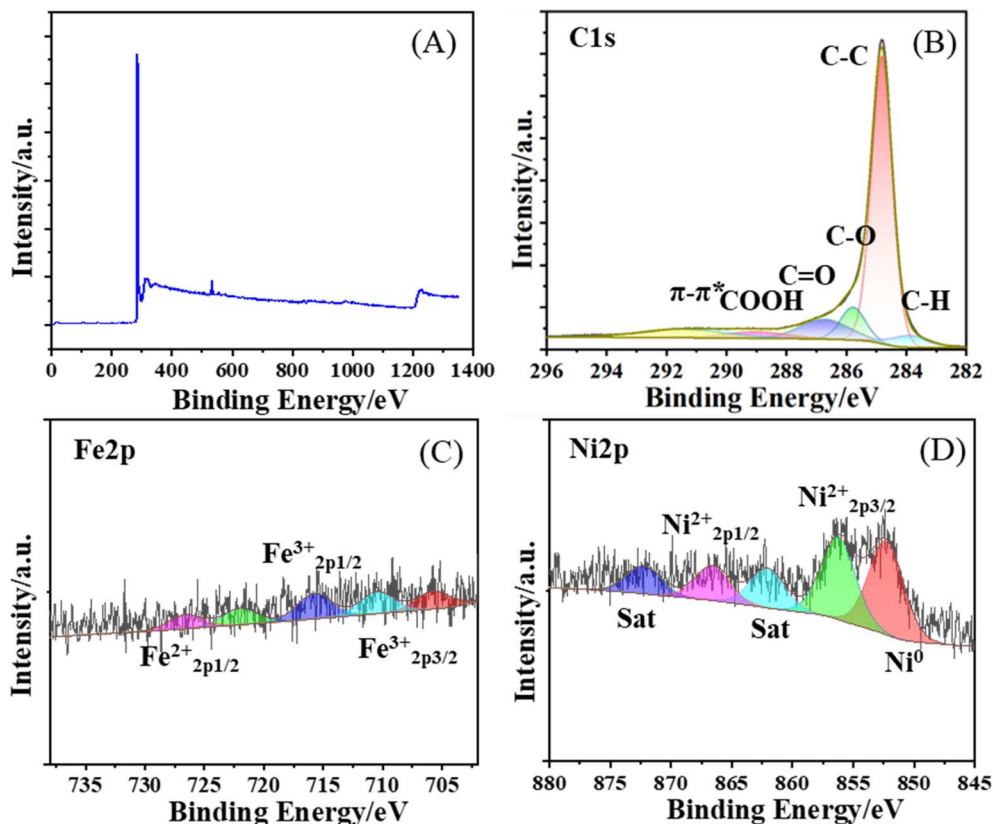 (A)
Intensity/a.u.
0 200 400 600 800 1000 1200 1400
Binding Energy/eV
C1s
(B)
C-C
C-O
C=O
π-π*
COOH
C-H
Intensity/a.u.
296 294 292 290 288 286 284 282
Binding Energy/eV
Fe2p
(C)
Fe³⁺2p1/2
Fe²⁺2p1/2
Fe³⁺2p3/2
Intensity/a.u.
735 730 725 720 715 710 705
Binding Energy/eV
Ni2p
(D)
Ni²⁺2p3/2
Ni²⁺2p1/2
Sat
Sat
Ni⁰
Intensity/a.u.
880 875 870 865 860 855 850 845
Binding Energy/eV